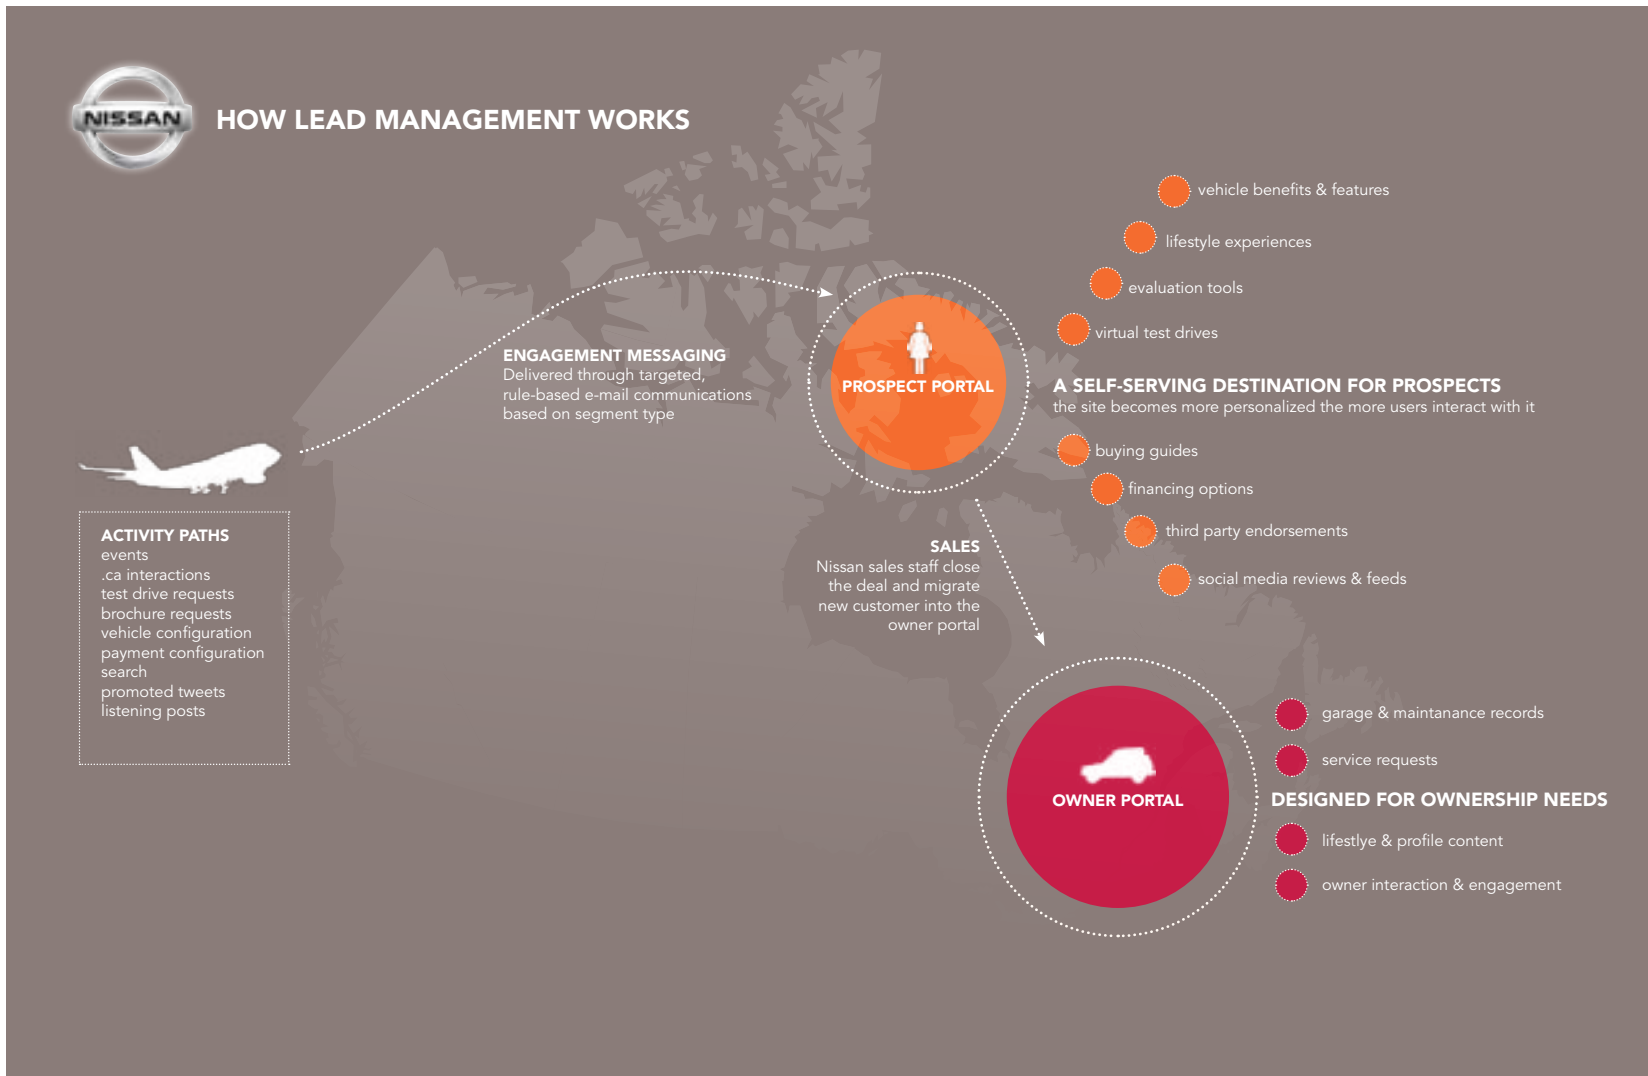 NISSAN
HOW LEAD MANAGEMENT WORKS
ENGAGEMENT MESSAGING
Delivered through targeted,
rule-based e-mail communications
based on segment type
ACTIVITY PATHS
events
.ca interactions
test drive requests
brochure requests
vehicle configuration
payment configuration
search
promoted tweets
listening posts
PROSPECT PORTAL
vehicle benefits & features
lifestyle experiences
evaluation tools
virtual test drives
A SELF-SERVING DESTINATION FOR PROSPECTS
the site becomes more personalized the more users interact with it
buying guides
financing options
third party endorsements
social media reviews & feeds
SALES
Nissan sales staff close
the deal and migrate
new customer into the
owner portal
OWNER PORTAL
garage & maintanance records
service requests
DESIGNED FOR OWNERSHIP NEEDS
lifestlye & profile content
owner interaction & engagement